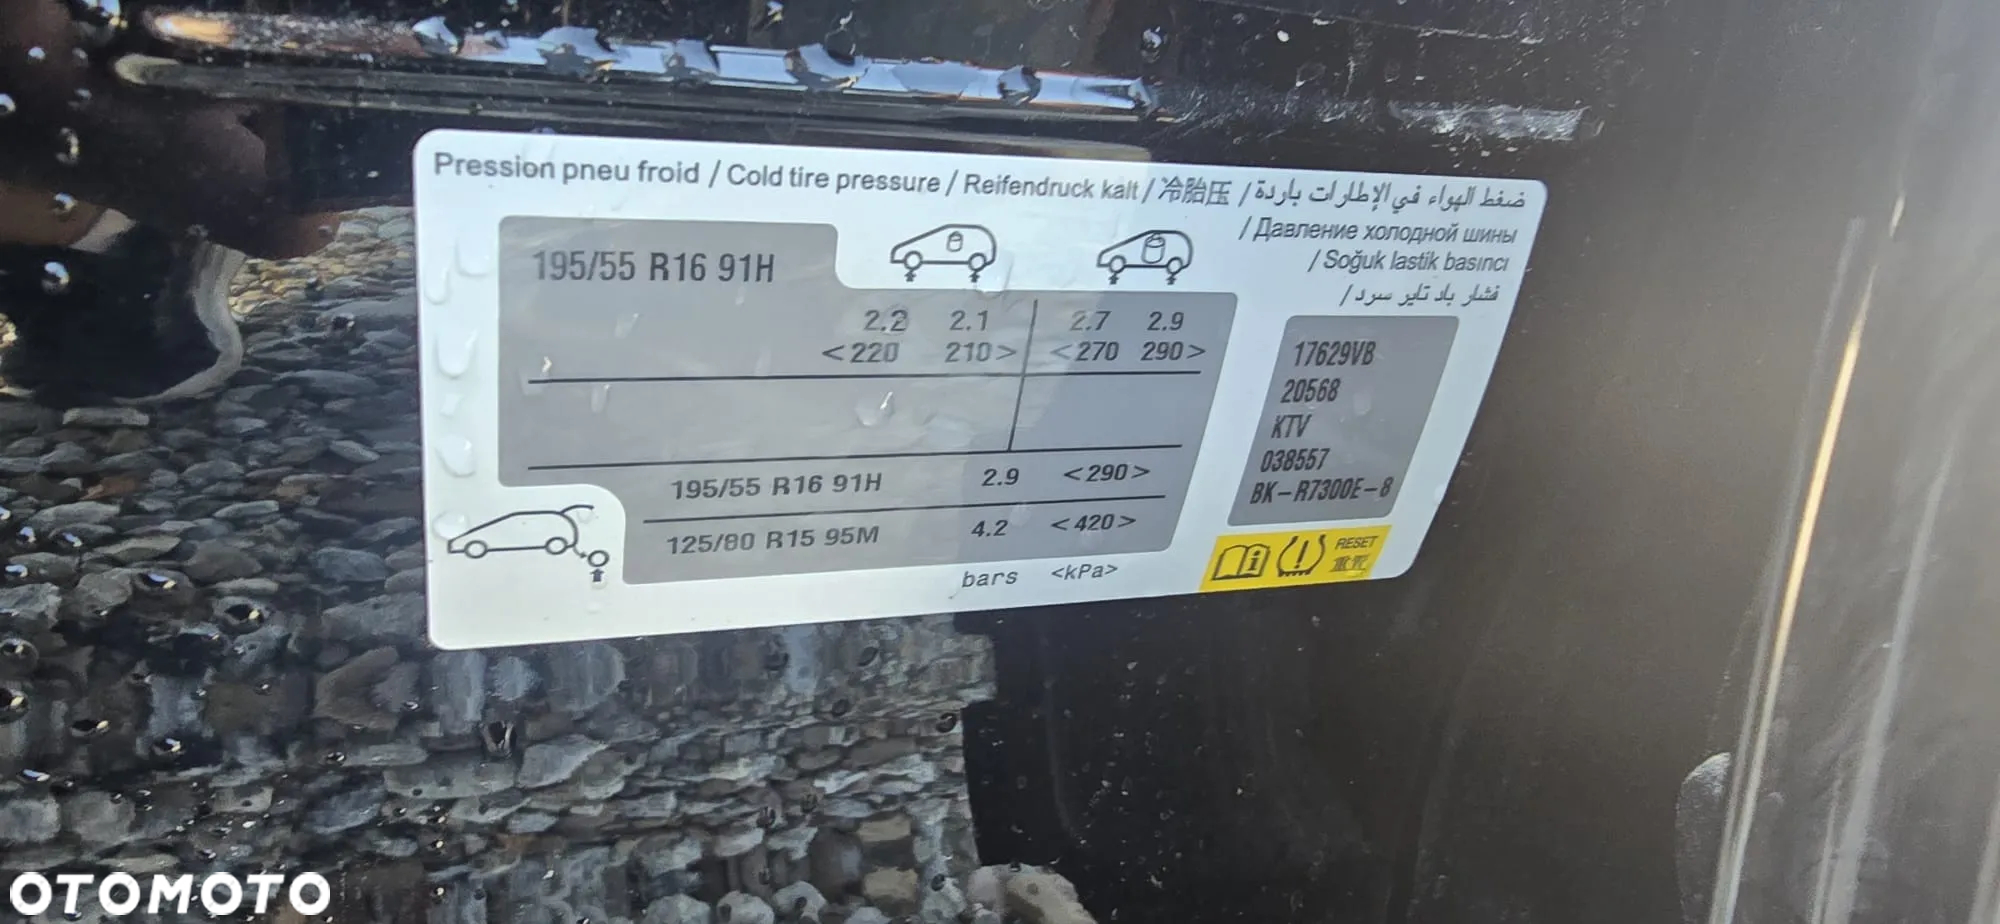 Pression pneu froid / Cold tire pressure / Reifendruck kalt / 冷胎压 / ضغط الهواء في الإطارات باردة
/ Давление холодной шины
/ Soğuk lastik basıncı
/ فشار باد تایر سرد
195/55 R16 91H
2.2 2.1 2.7 2.9
<220 210> <270 290>
195/55 R16 91H 2.9 <290>
125/80 R15 95M 4.2 <420>
bars <kPa>
17629VB
20568
KTV
038557
BK-R7300E-8
RESET
重置
OTOMOTO